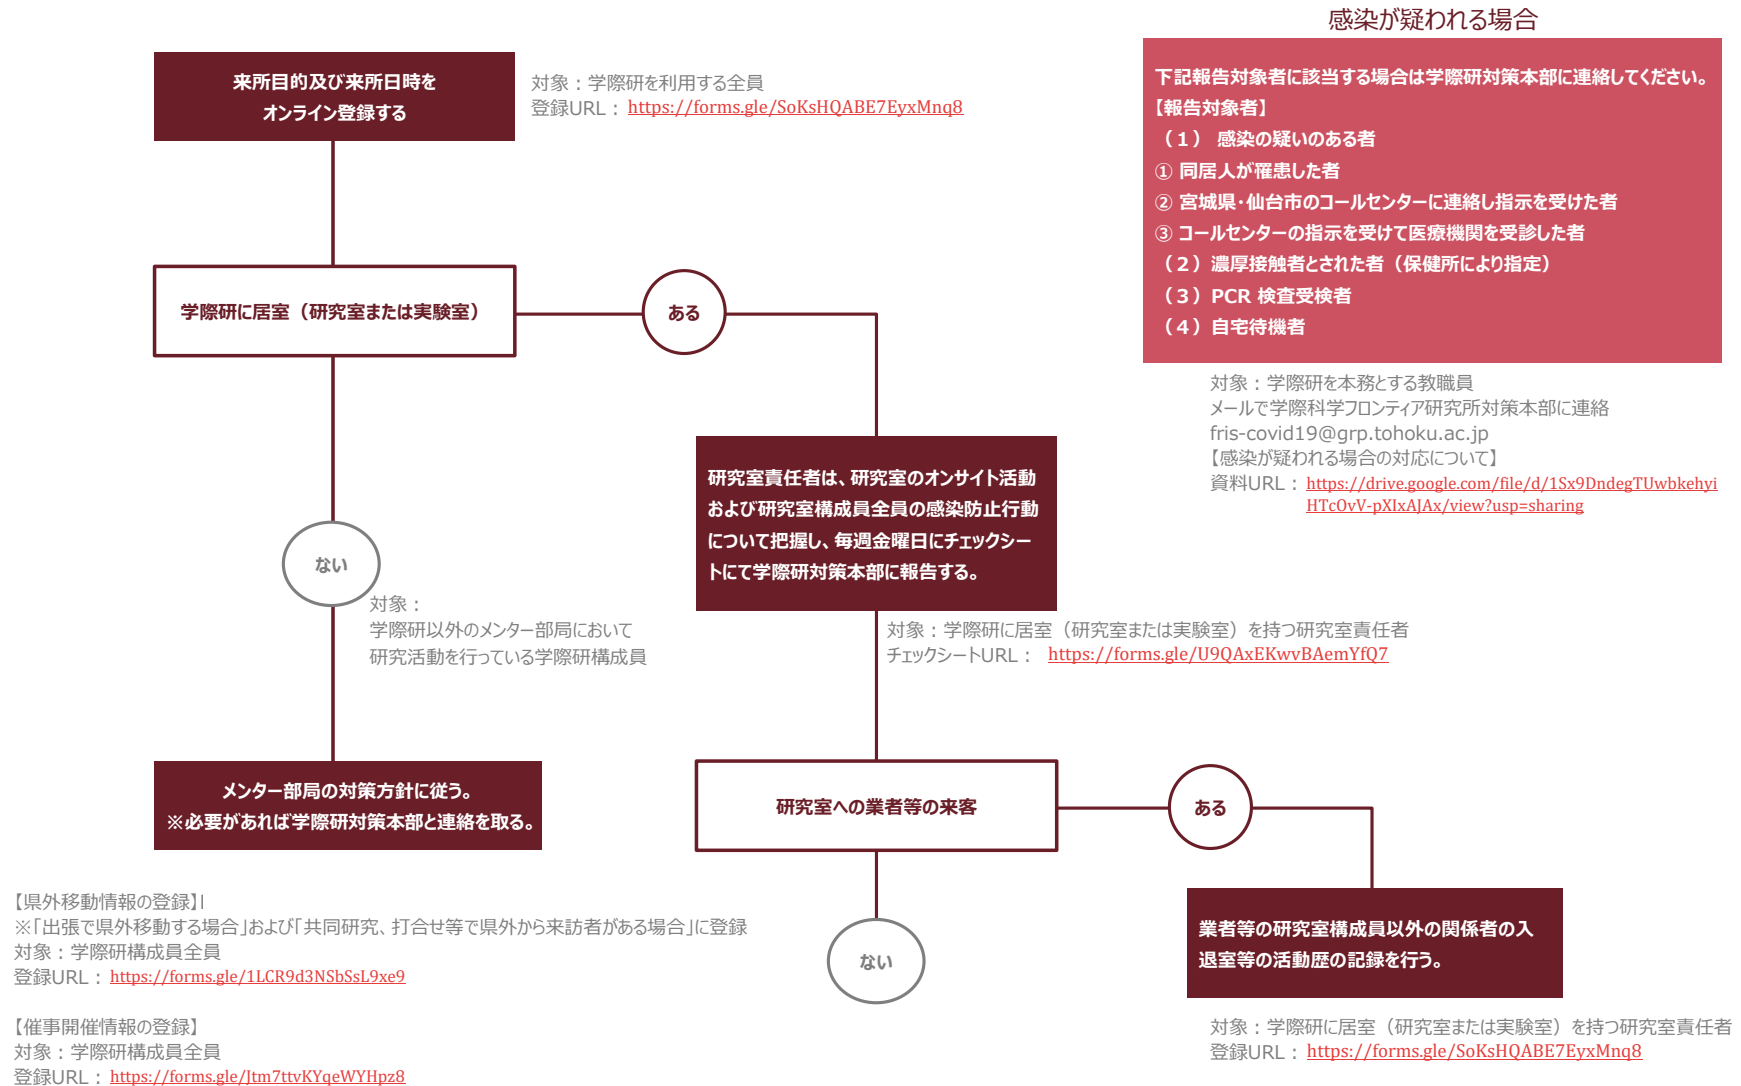 感染が疑われる場合
来所目的及び来所日時を
オンライン登録する
対象：学際研を利用する全員
登録URL： https://forms.gle/SoKsHQABE7EyxMnq8
下記報告対象者に該当する場合は学際研対策本部に連絡してください。
【報告対象者】
（１） 感染の疑いのある者
① 同居人が罹患した者
② 宮城県・仙台市のコールセンターに連絡し指示を受けた者
③ コールセンターの指示を受けて医療機関を受診した者
（２）濃厚接触者とされた者（保健所により指定）
（３）PCR 検査受検者
（４）自宅待機者
対象：学際研を本務とする教職員
メールで学際科学フロンティア研究所対策本部に連絡
fris-covid19@grp.tohoku.ac.jp
【感染が疑われる場合の対応について】
資料URL： https://drive.google.com/file/d/1Sx9DndegTUwbkehyi
HTcOvV-pXIxAJAx/view?usp=sharing
学際研に居室（研究室または実験室）
ある
ない
対象：
学際研以外のメンター部局において
研究活動を行っている学際研構成員
研究室責任者は、研究室のオンサイト活動
および研究室構成員全員の感染防止行動
について把握し、毎週金曜日にチェックシー
トにて学際研対策本部に報告する。
対象：学際研に居室（研究室または実験室）を持つ研究室責任者
チェックシートURL： https://forms.gle/U9QAxEKwvBAemYfQ7
メンター部局の対策方針に従う。
※必要があれば学際研対策本部と連絡を取る。
研究室への業者等の来客
ある
ない
業者等の研究室構成員以外の関係者の入
退室等の活動歴の記録を行う。
対象：学際研に居室（研究室または実験室）を持つ研究室責任者
登録URL： https://forms.gle/SoKsHQABE7EyxMnq8
【県外移動情報の登録】l
※「出張で県外移動する場合」および「共同研究、打合せ等で県外から来訪者がある場合」に登録
対象：学際研構成員全員
登録URL： https://forms.gle/1LCR9d3NSbSsL9xe9
【催事開催情報の登録】
対象：学際研構成員全員
登録URL： https://forms.gle/Jtm7ttvKYqeWYHpz8